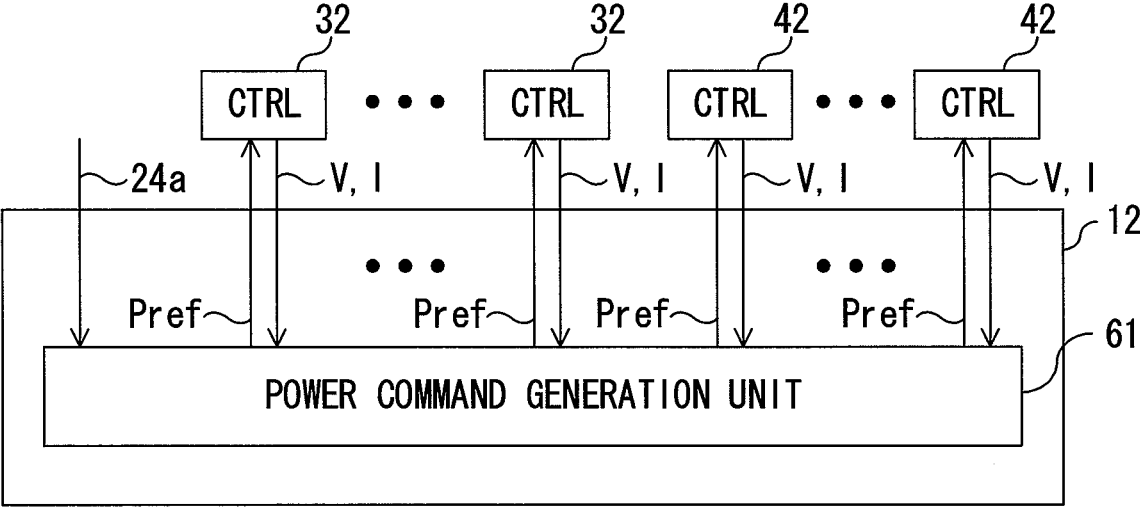 32 32 42 42
CTRL CTRL CTRL CTRL
24a V, I V, I V, I V, I
12
Pref Pref Pref Pref
61
POWER COMMAND GENERATION UNIT